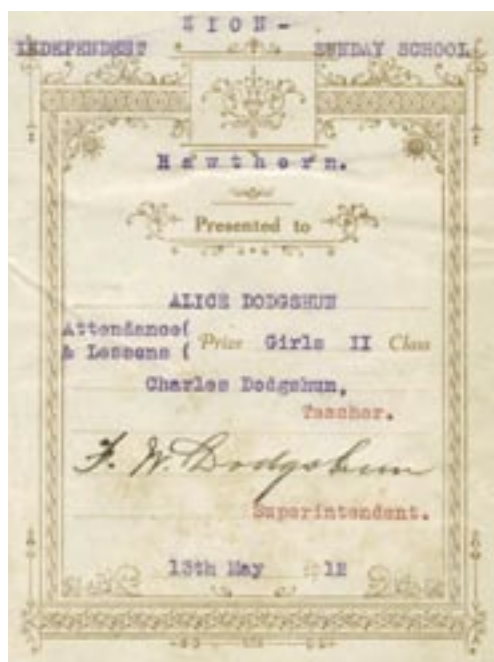 ZION-
INDEPENDENT SUNDAY SCHOOL
Hawthorn.
Presented to
ALICE DODGSHUN
Attendance(
& Lessons ( Prize Girls II Class
Charles Dodgshun,
Teacher.
F. W. Dodgshun
Superintendent.
13th May 12